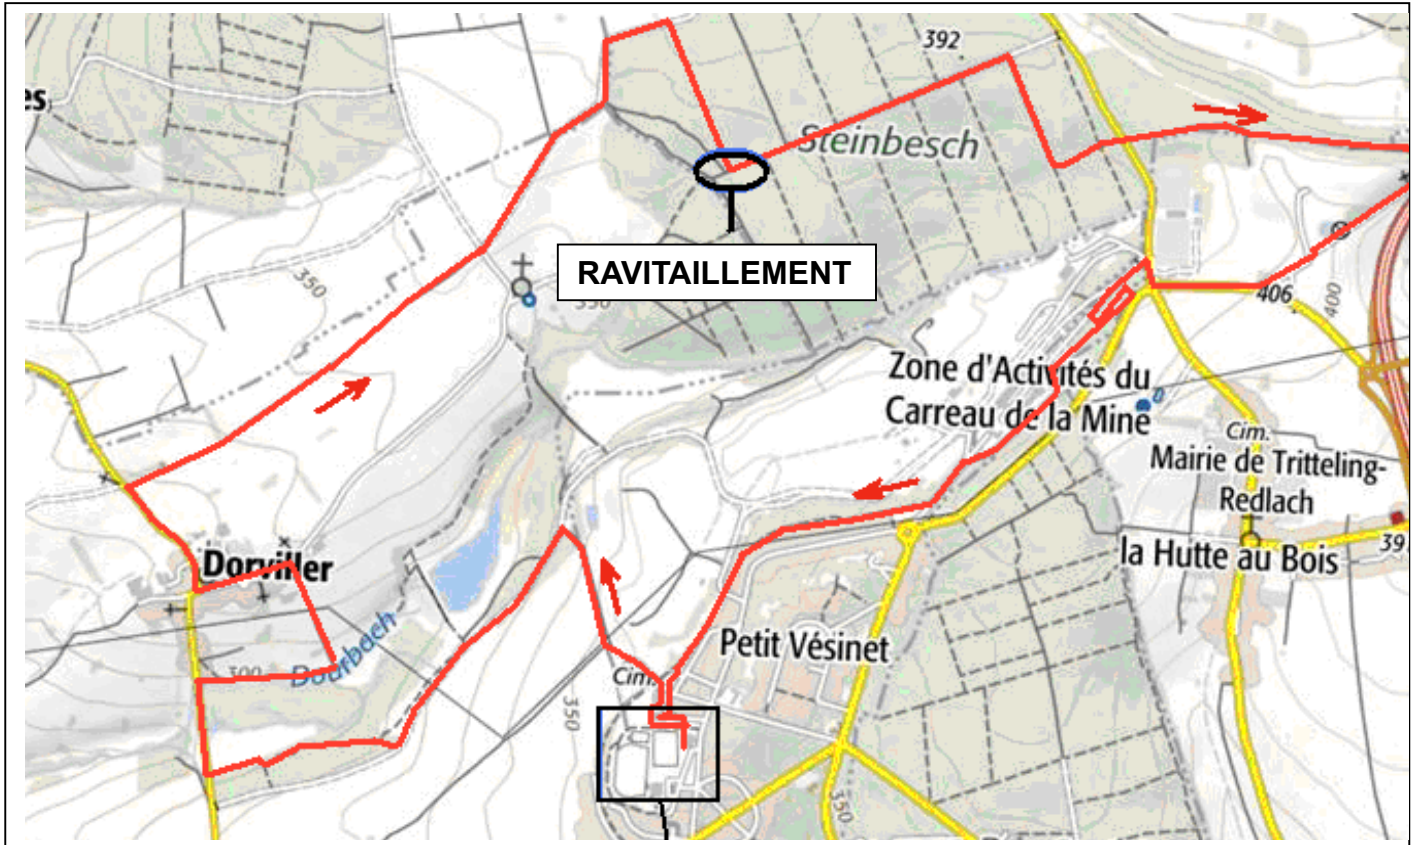 392
es
Steinbesch
RAVITAILLEMENT
350
350
406
400
Zone d'Activités du
Carreau de la Mine
Cim.
Mairie de Tritteling-
Redlach
39
la Hutte au Bois
Dorviller
Petit Vésinet
300
Dourbach
Cim.
350
350